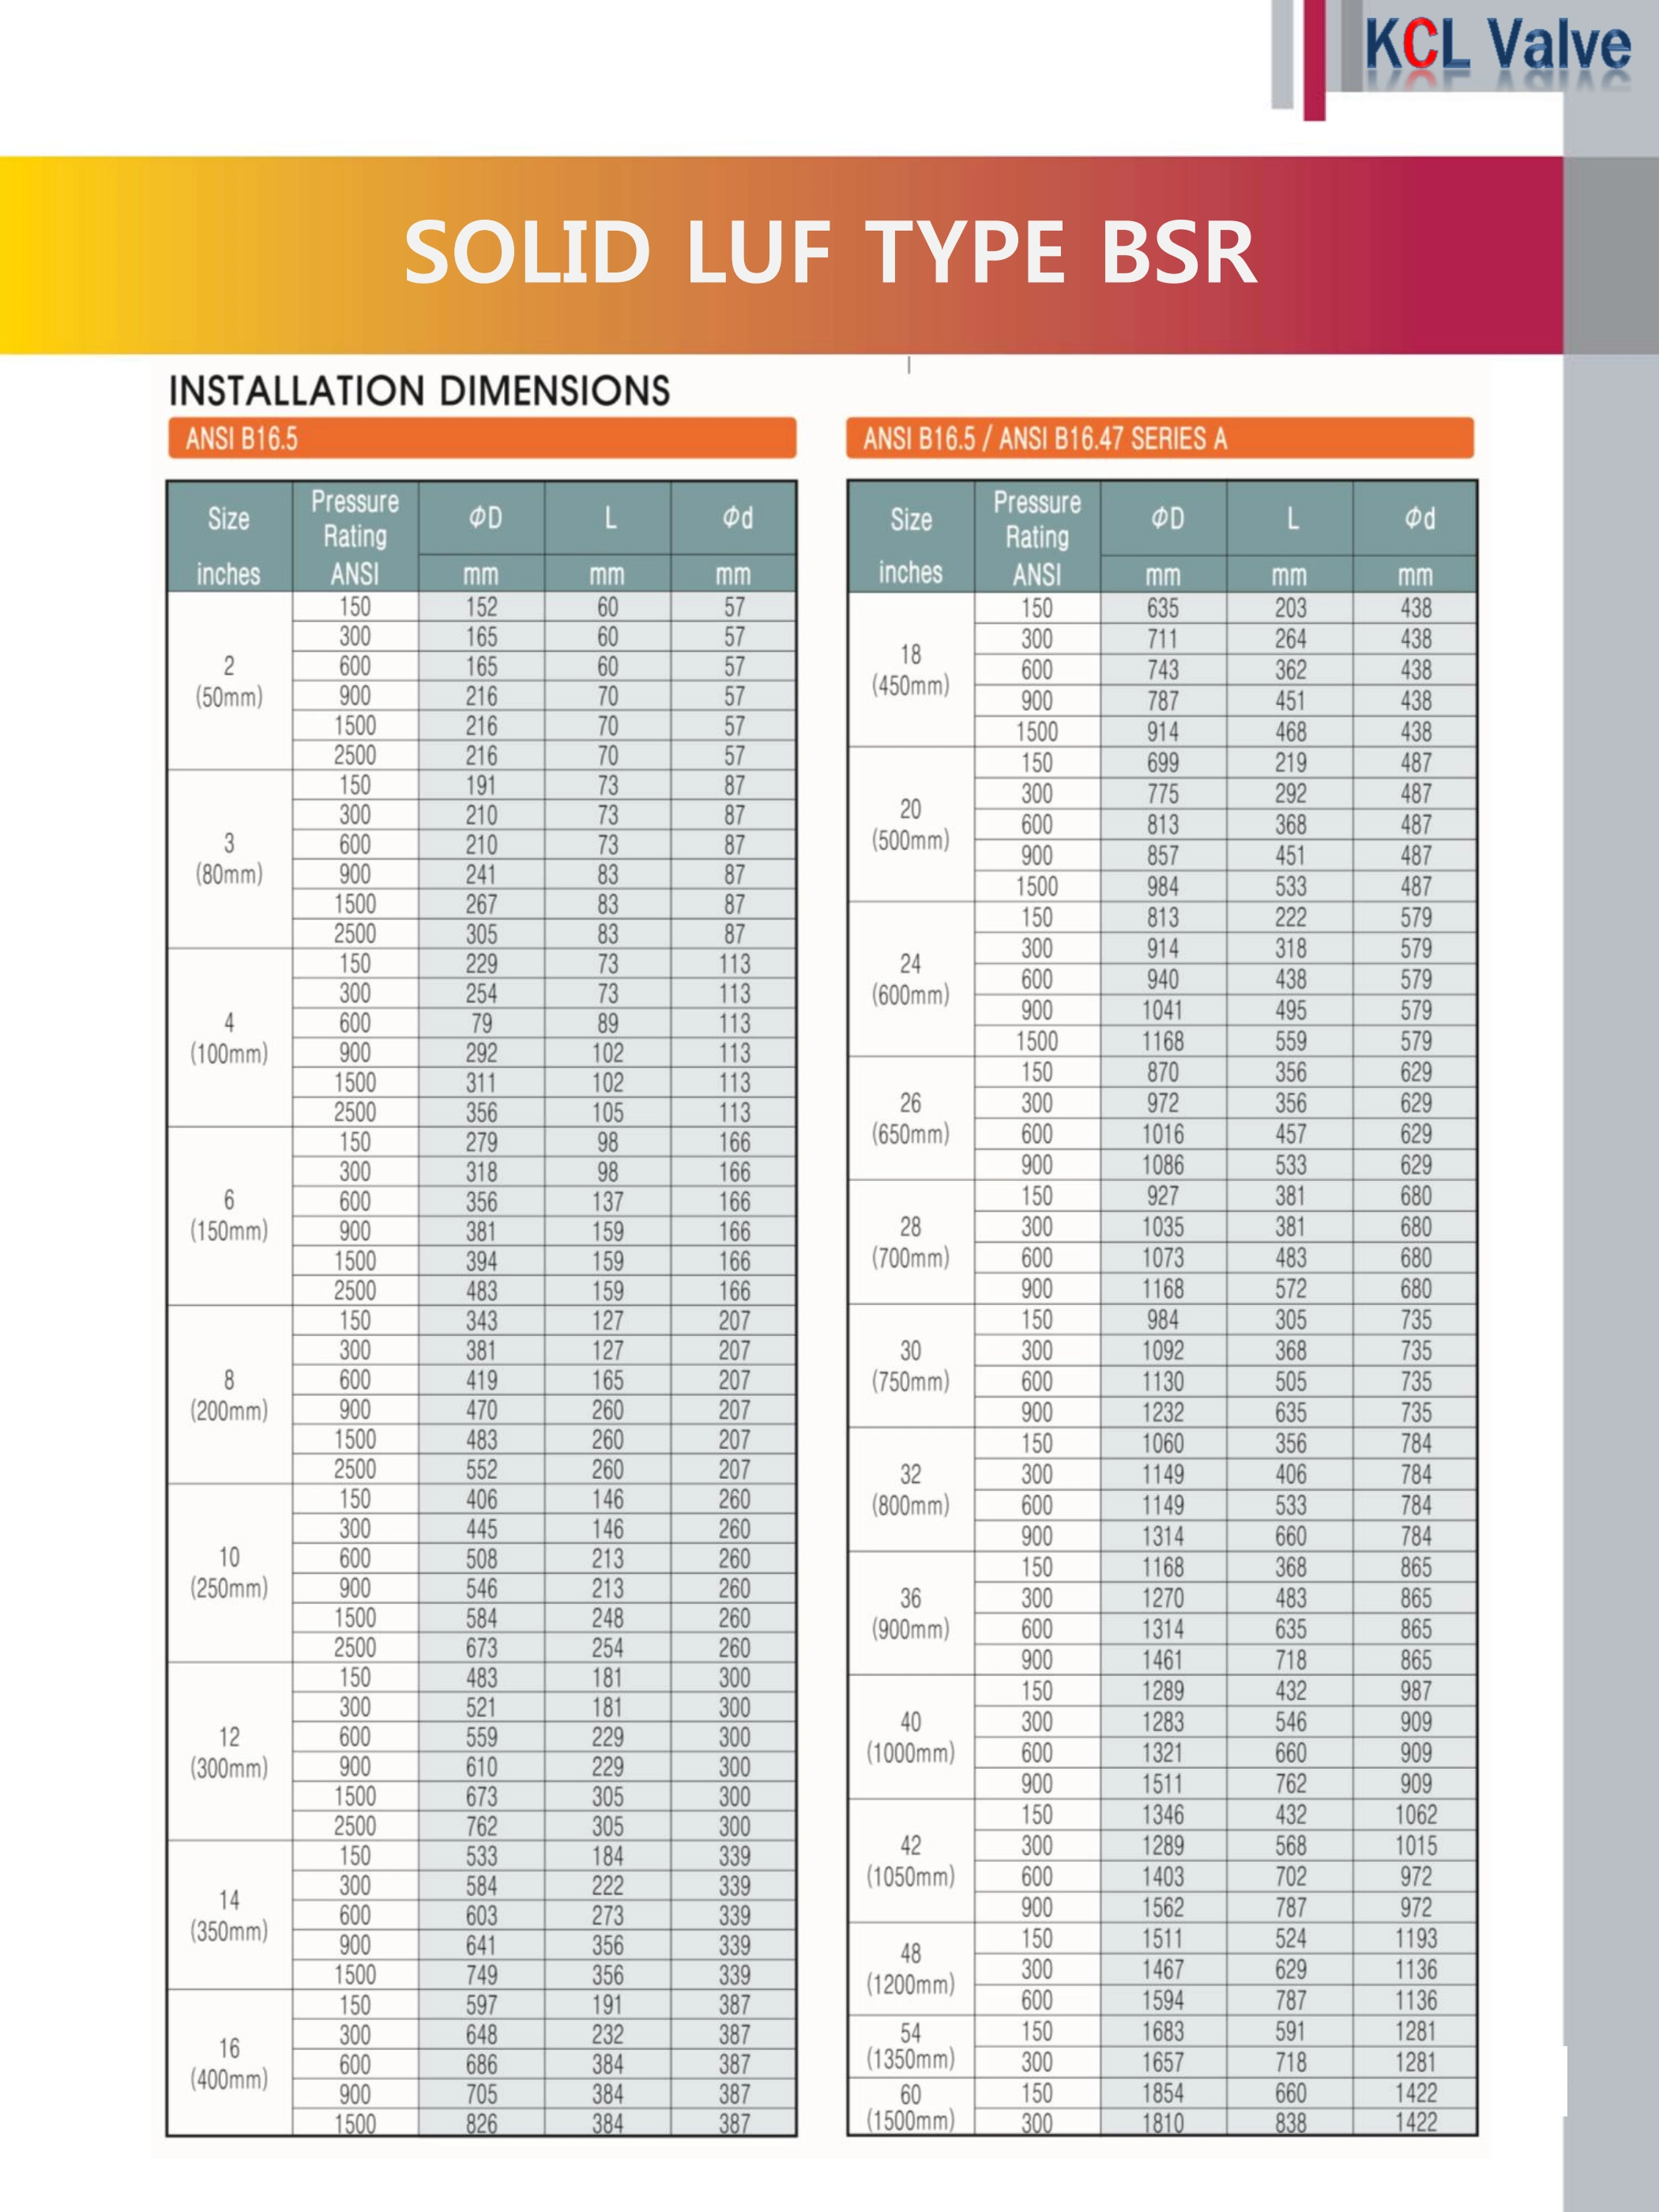 KCL Valve
SOLID LUF TYPE BSR
INSTALLATION DIMENSIONS
ANSI B16.5
Size inches Pressure Rating ANSI ΦD mm L mm Φd mm
2 (50mm)
150 152 60 57
300 165 60 57
600 165 60 57
900 216 70 57
1500 216 70 57
2500 216 70 57
3 (80mm)
150 191 73 87
300 210 73 87
600 210 73 87
900 241 83 87
1500 267 83 87
2500 305 83 87
4 (100mm)
150 229 73 113
300 254 73 113
600 79 89 113
900 292 102 113
1500 311 102 113
2500 356 105 113
6 (150mm)
150 279 98 166
300 318 98 166
600 356 137 166
900 381 159 166
1500 394 159 166
2500 483 159 166
8 (200mm)
150 343 127 207
300 381 127 207
600 419 165 207
900 470 260 207
1500 483 260 207
2500 552 260 207
10 (250mm)
150 406 146 260
300 445 146 260
600 508 213 260
900 546 213 260
1500 584 248 260
2500 673 254 260
12 (300mm)
150 483 181 300
300 521 181 300
600 559 229 300
900 610 229 300
1500 673 305 300
2500 762 305 300
14 (350mm)
150 533 184 339
300 584 222 339
600 603 273 339
900 641 356 339
1500 749 356 339
16 (400mm)
150 597 191 387
300 648 232 387
600 686 384 387
900 705 384 387
1500 826 384 387
ANSI B16.5 / ANSI B16.47 SERIES A
Size inches Pressure Rating ANSI ΦD mm L mm Φd mm
18 (450mm)
150 635 203 438
300 711 264 438
600 743 362 438
900 787 451 438
1500 914 468 438
20 (500mm)
150 699 219 487
300 775 292 487
600 813 368 487
900 857 451 487
1500 984 533 487
24 (600mm)
150 813 222 579
300 914 318 579
600 940 438 579
900 1041 495 579
1500 1168 559 579
26 (650mm)
150 870 356 629
300 972 356 629
600 1016 457 629
900 1086 533 629
28 (700mm)
150 927 381 680
300 1035 381 680
600 1073 483 680
900 1168 572 680
30 (750mm)
150 984 305 735
300 1092 368 735
600 1130 505 735
900 1232 635 735
32 (800mm)
150 1060 356 784
300 1149 406 784
600 1149 533 784
900 1314 660 784
36 (900mm)
150 1168 368 865
300 1270 483 865
600 1314 635 865
900 1461 718 865
40 (1000mm)
150 1289 432 987
300 1283 546 909
600 1321 660 909
900 1511 762 909
42 (1050mm)
150 1346 432 1062
300 1289 568 1015
600 1403 702 972
900 1562 787 972
48 (1200mm)
150 1511 524 1193
300 1467 629 1136
600 1594 787 1136
54 (1350mm)
150 1683 591 1281
300 1657 718 1281
60 (1500mm)
150 1854 660 1422
300 1810 838 1422